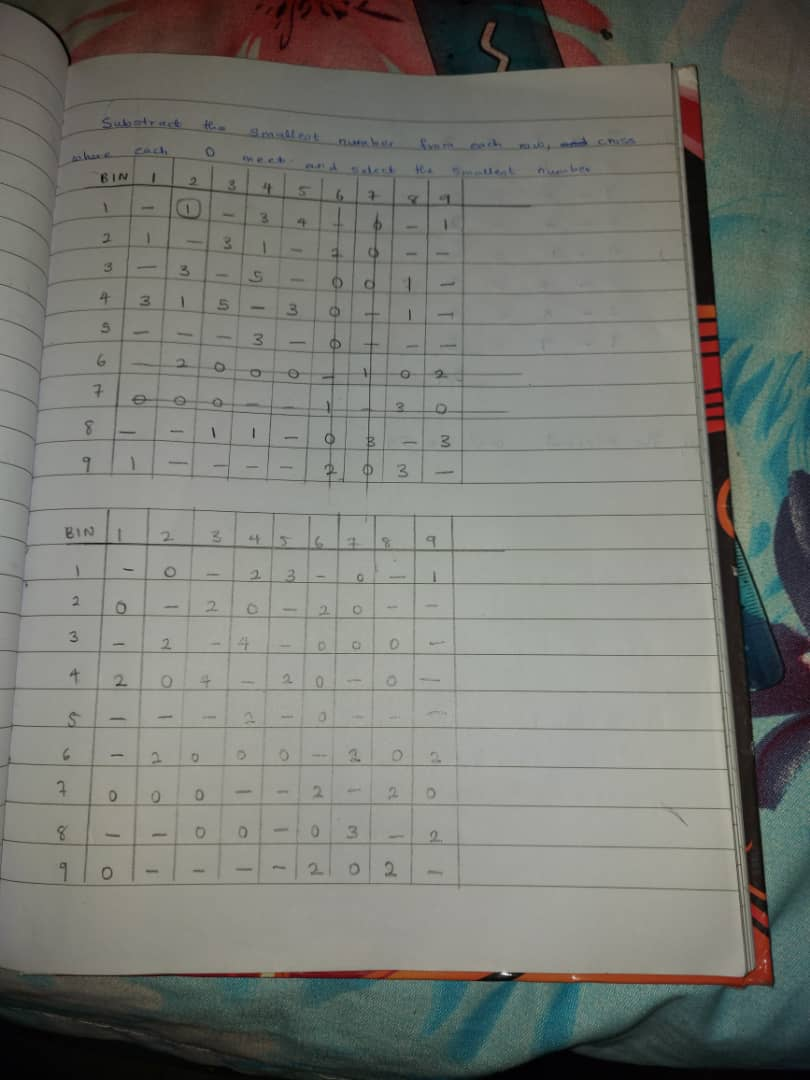 Substract the smallest number from each row, and cross
where each 0 meet and select the smallest number
BIN 1 2 3 4 5 6 7 8 9
1 - 1 - 3 4 - 0 - 1
2 1 - 3 1 - 2 0 - -
3 - 3 - 5 - 0 0 1 -
4 3 1 5 - 3 0 - 1 -
5 - - - 3 - 0 - - -
6 - 2 0 0 0 - 1 0 2
7 0 0 0 - - 1 - 3 0
8 - - 1 1 - 0 3 - 3
9 1 - - - - 2 0 3 -
BIN 1 2 3 4 5 6 7 8 9
1 - 0 - 2 3 - 0 - 1
2 0 - 2 0 - 2 0 - -
3 - 2 - 4 - 0 0 0 -
4 2 0 4 - 2 0 - 0 -
5 - - - 2 - 0 - - -
6 - 2 0 0 0 - 2 0 2
7 0 0 0 - - 2 - 2 0
8 - - 0 0 - 0 3 - 2
9 0 - - - - 2 0 2 -